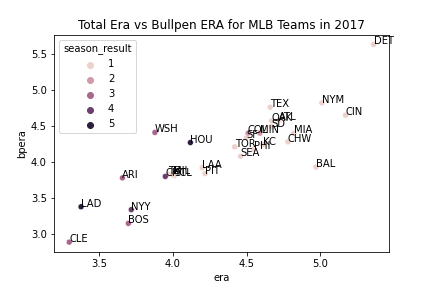 Total Era vs Bullpen ERA for MLB Teams in 2017
season_result
1
2
3
4
5
bpera
5.5
5.0
4.5
4.0
3.5
3.0
DET
NYM
TEX
CIN
WSH
HOU
MIN
MIA
CHW
KC
PHI
TOR
SEA
LAA
PIT
BAL
ARI
LAD
NYY
BOS
CLE
3.5
4.0
4.5
5.0
era